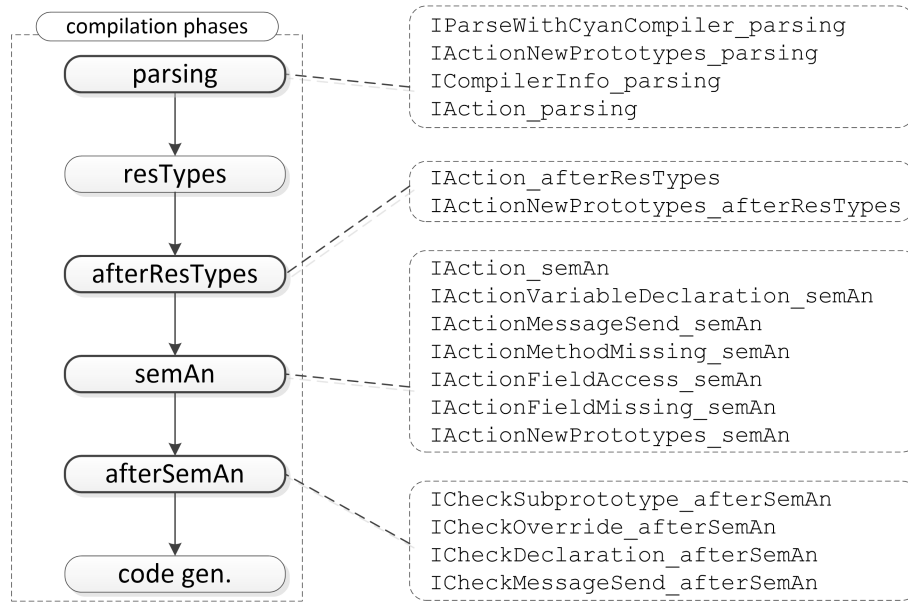 compilation phases
parsing
resTypes
afterResTypes
semAn
afterSemAn
code gen.
IParseWithCyanCompiler_parsing
IActionNewPrototypes_parsing
ICompilerInfo_parsing
IAction_parsing
IAction_afterResTypes
IActionNewPrototypes_afterResTypes
IAction_semAn
IActionVariableDeclaration_semAn
IActionMessageSend_semAn
IActionMethodMissing_semAn
IActionFieldAccess_semAn
IActionFieldMissing_semAn
IActionNewPrototypes_semAn
ICheckSubprototype_afterSemAn
ICheckOverride_afterSemAn
ICheckDeclaration_afterSemAn
ICheckMessageSend_afterSemAn